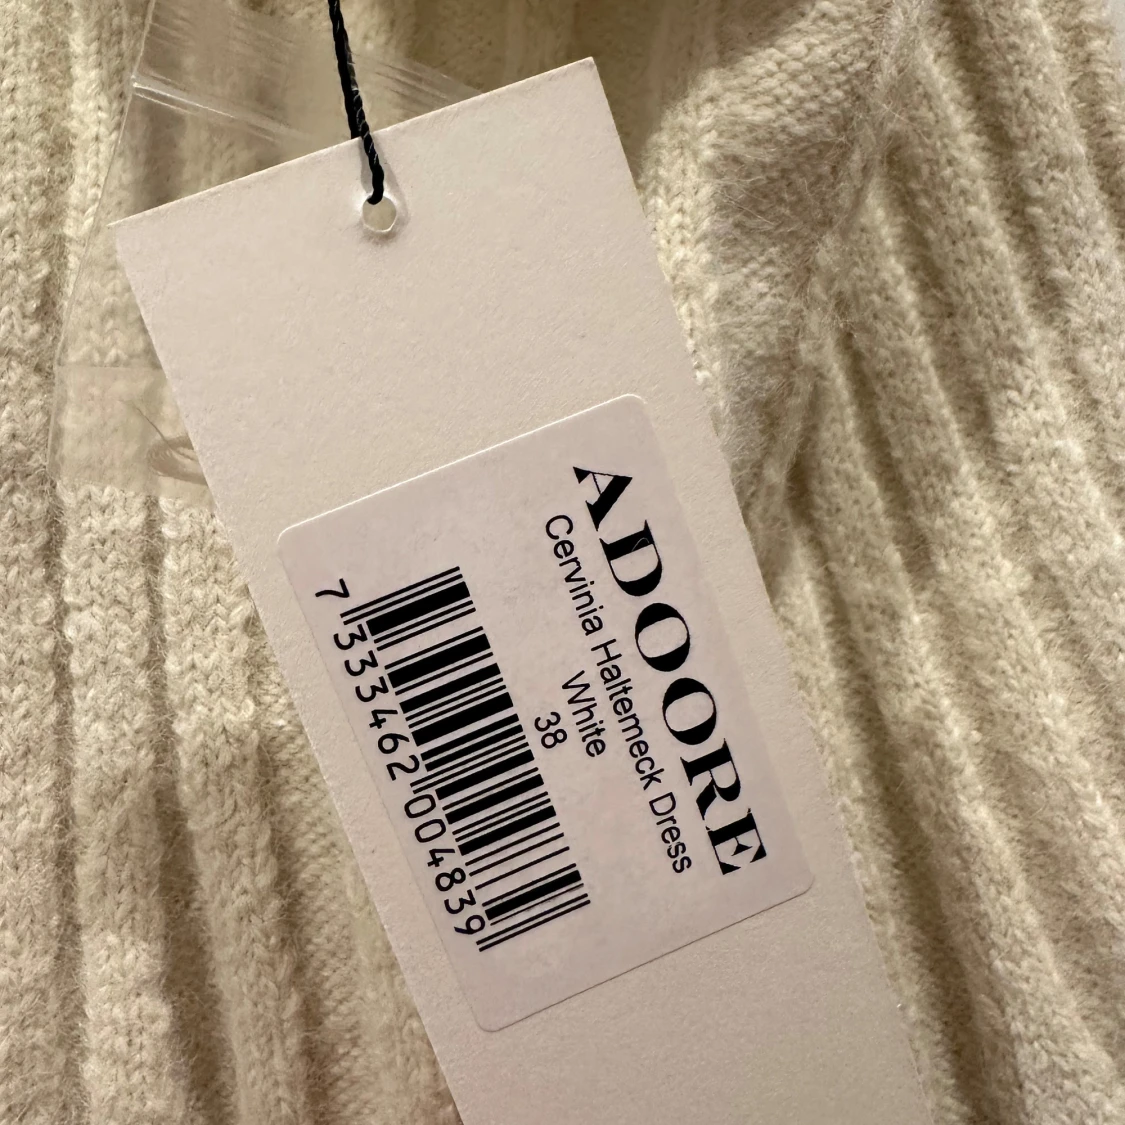 ADOORE
Cervinia Halterneck Dress
White
38
7 333462 004839